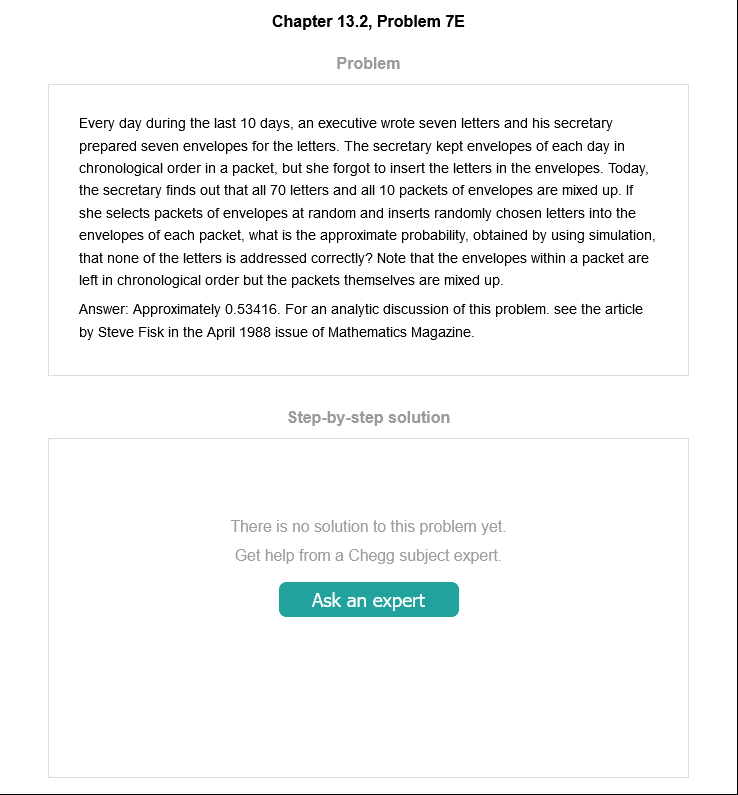 Chapter 13.2, Problem 7E
Problem
Every day during the last 10 days, an executive wrote seven letters and his secretary
prepared seven envelopes for the letters. The secretary kept envelopes of each day in
chronological order in a packet, but she forgot to insert the letters in the envelopes. Today,
the secretary finds out that all 70 letters and all 10 packets of envelopes are mixed up. If
she selects packets of envelopes at random and inserts randomly chosen letters into the
envelopes of each packet, what is the approximate probability, obtained by using simulation,
that none of the letters is addressed correctly? Note that the envelopes within a packet are
left in chronological order but the packets themselves are mixed up.
Answer: Approximately 0.53416. For an analytic discussion of this problem. see the article
by Steve Fisk in the April 1988 issue of Mathematics Magazine.
Step-by-step solution
There is no solution to this problem yet.
Get help from a Chegg subject expert.
Ask an expert